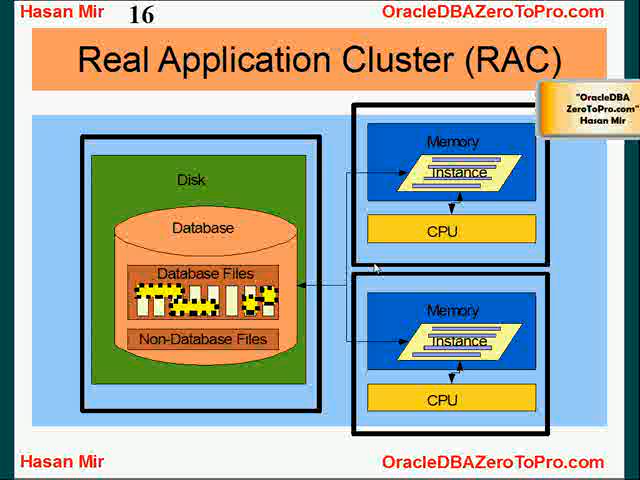 Hasan Mir
16
OracleDBAZeroToPro.com
Real Application Cluster (RAC)
"OracleDBA
ZeroToPro.com"
Hasan Mir
Disk
Database
Database Files
Non-Database Files
Memory
Instance
CPU
Memory
Instance
CPU
Hasan Mir
OracleDBAZeroToPro.com